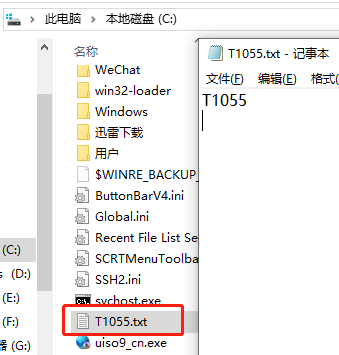 此电脑 › 本地磁盘 (C:)
名称
WeChat
win32-loader
Windows
迅雷下载
用户
$WINRE_BACKUP_
ButtonBarV4.ini
Global.ini
Recent File List Se
SCRTMenuToolba
SSH2.ini
svchost.exe
T1055.txt
uiso9_cn.exe
(C:)
(D:)
(E:)
(F:)
器 (G:)
T1055.txt - 记事本
文件(F) 编辑(E) 格式(
T1055